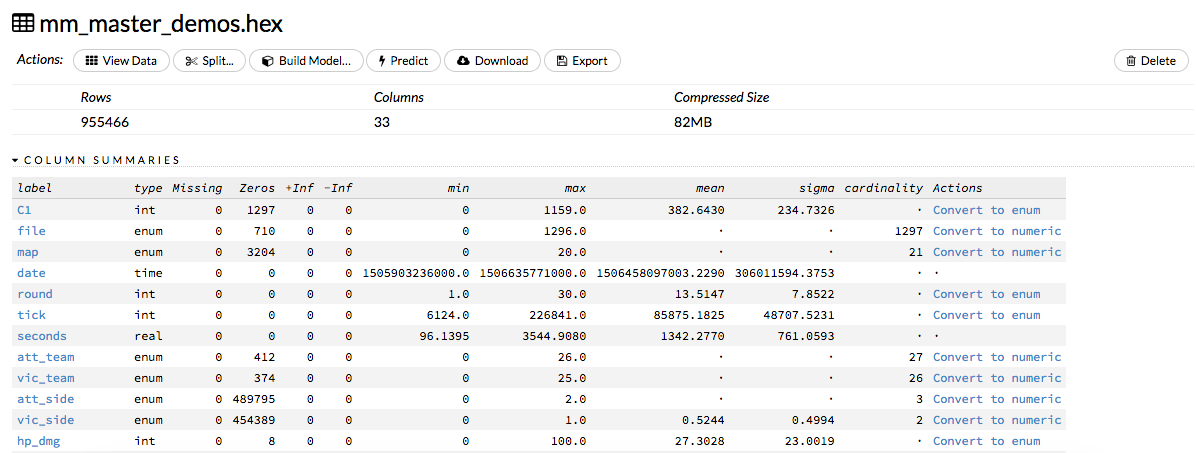 mm_master_demos.hex
Actions: View Data Split... Build Model... Predict Download Export Delete
Rows Columns Compressed Size
955466 33 82MB
COLUMN SUMMARIES
label type Missing Zeros +Inf -Inf min max mean sigma cardinality Actions
C1 int 0 1297 0 0 0 1159.0 382.6430 234.7326 · Convert to enum
file enum 0 710 0 0 0 1296.0 · · 1297 Convert to numeric
map enum 0 3204 0 0 0 20.0 · · 21 Convert to numeric
date time 0 0 0 0 1505903236000.0 1506635771000.0 1506458097003.2290 306011594.3753 · ·
round int 0 0 0 0 1.0 30.0 13.5147 7.8522 · Convert to enum
tick int 0 0 0 0 6124.0 226841.0 85875.1825 48707.5231 · Convert to enum
seconds real 0 0 0 0 96.1395 3544.9080 1342.2770 761.0593 · ·
att_team enum 0 412 0 0 0 26.0 · · 27 Convert to numeric
vic_team enum 0 374 0 0 0 25.0 · · 26 Convert to numeric
att_side enum 0 489795 0 0 0 2.0 · · 3 Convert to numeric
vic_side enum 0 454389 0 0 0 1.0 0.5244 0.4994 2 Convert to numeric
hp_dmg int 0 8 0 0 0 100.0 27.3028 23.0019 · Convert to enum